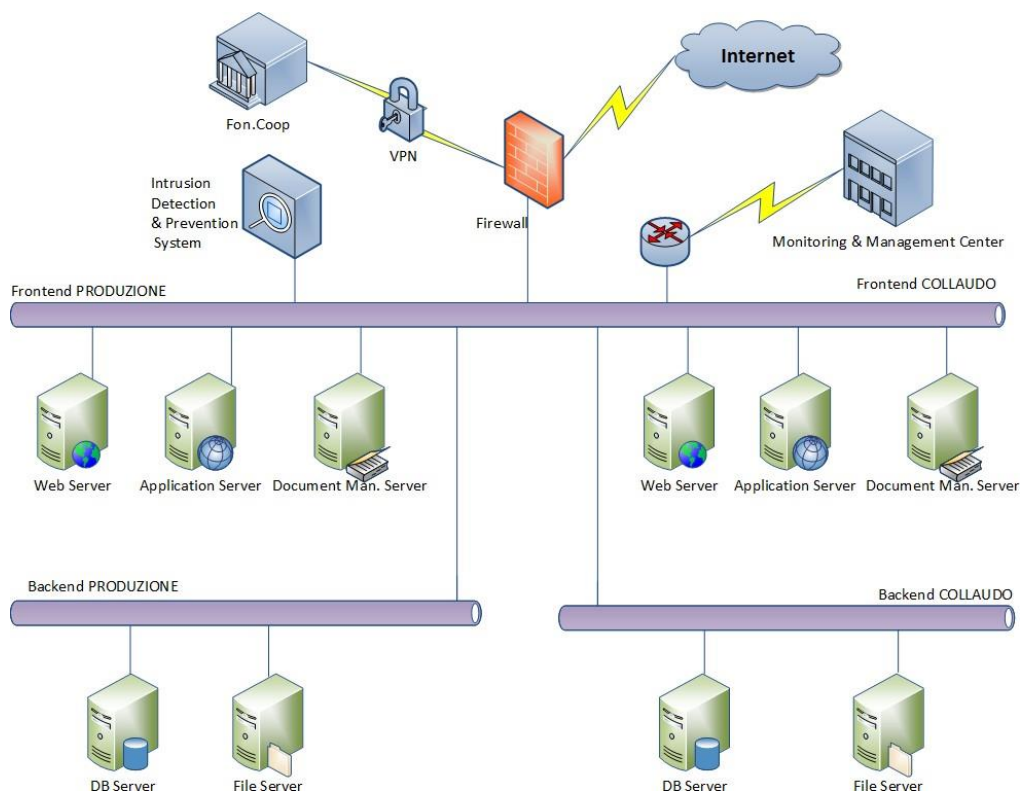 Internet
Fon.Coop
VPN
Intrusion
Detection
& Prevention
System
Firewall
Monitoring & Management Center
Frontend PRODUZIONE
Frontend COLLAUDO
Web Server
Application Server
Document Man. Server
Web Server
Application Server
Document Man. Server
Backend PRODUZIONE
Backend COLLAUDO
DB Server
File Server
DB Server
File Server